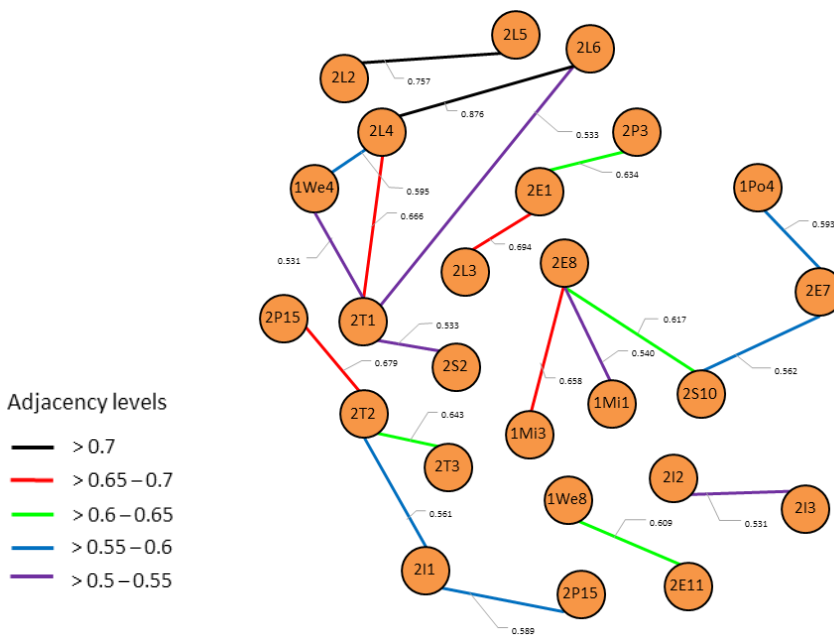 2L5
2L6
2L2
0.757
0.876
2L4
2P3
0.533
0.634
1We4
0.595
2E1
1Po4
0.666
0.593
0.531
0.694
2L3
2E8
2E7
2P15
2T1
0.533
0.617
0.540
0.562
0.679
2S2
0.658
2S10
1Mi1
Adjacency levels
2T2
0.643
1Mi3
> 0.7
2T3
2I2
> 0.65 – 0.7
1We8
0.531
2I3
> 0.6 – 0.65
0.561
0.609
> 0.55 – 0.6
2I1
2E11
> 0.5 – 0.55
2P15
0.589